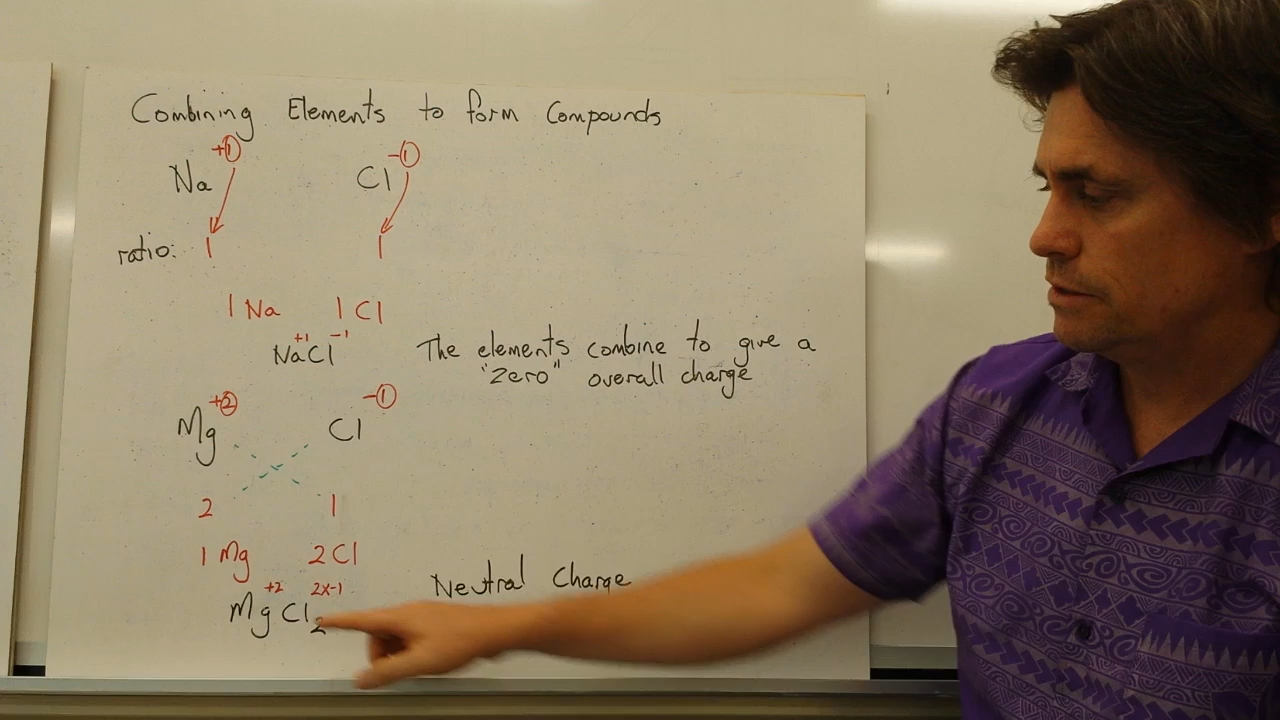 Combining Elements to form Compounds
Na +1 Cl -1
ratio: 1 1
1 Na 1 Cl
Na+1Cl-1
The elements combine to give a
"zero" overall charge
Mg +2 Cl -1
2 1
1 Mg 2 Cl
+2 2x-1
MgCl2
Neutral Charge